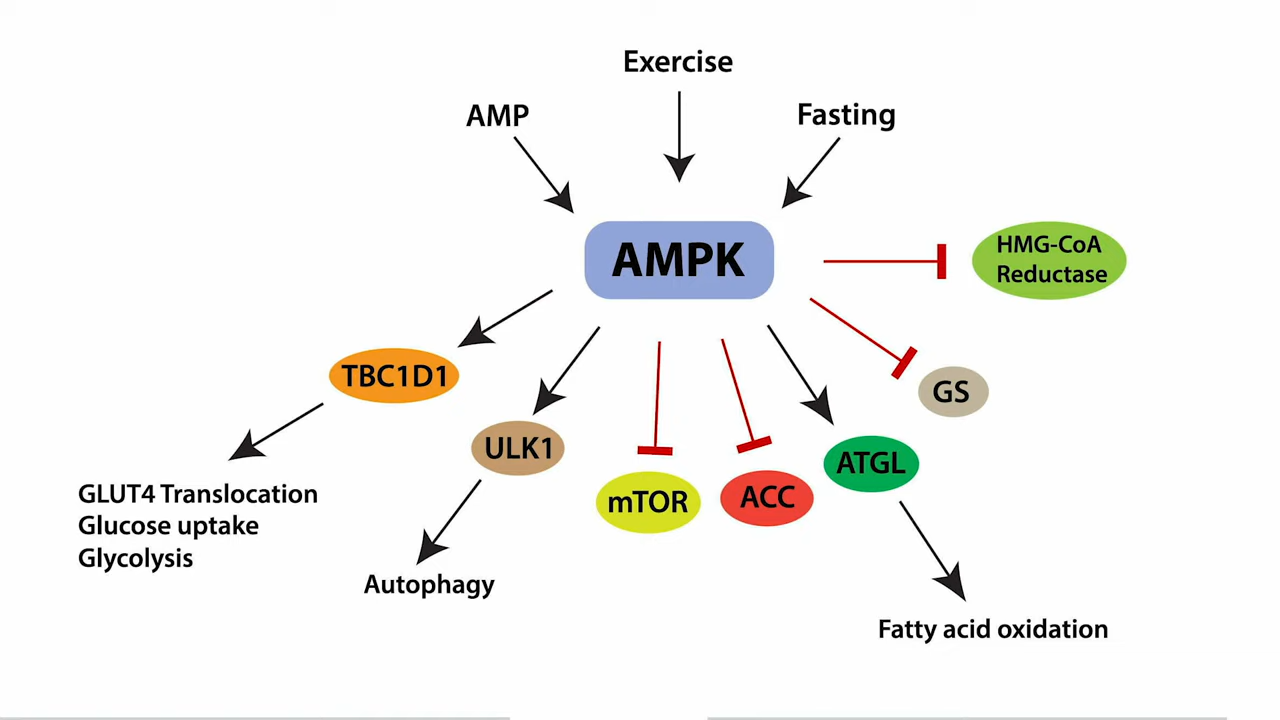 Exercise
AMP
Fasting
AMPK
HMG-CoA
Reductase
TBC1D1
GS
ULK1
ATGL
mTOR
ACC
GLUT4 Translocation
Glucose uptake
Glycolysis
Autophagy
Fatty acid oxidation